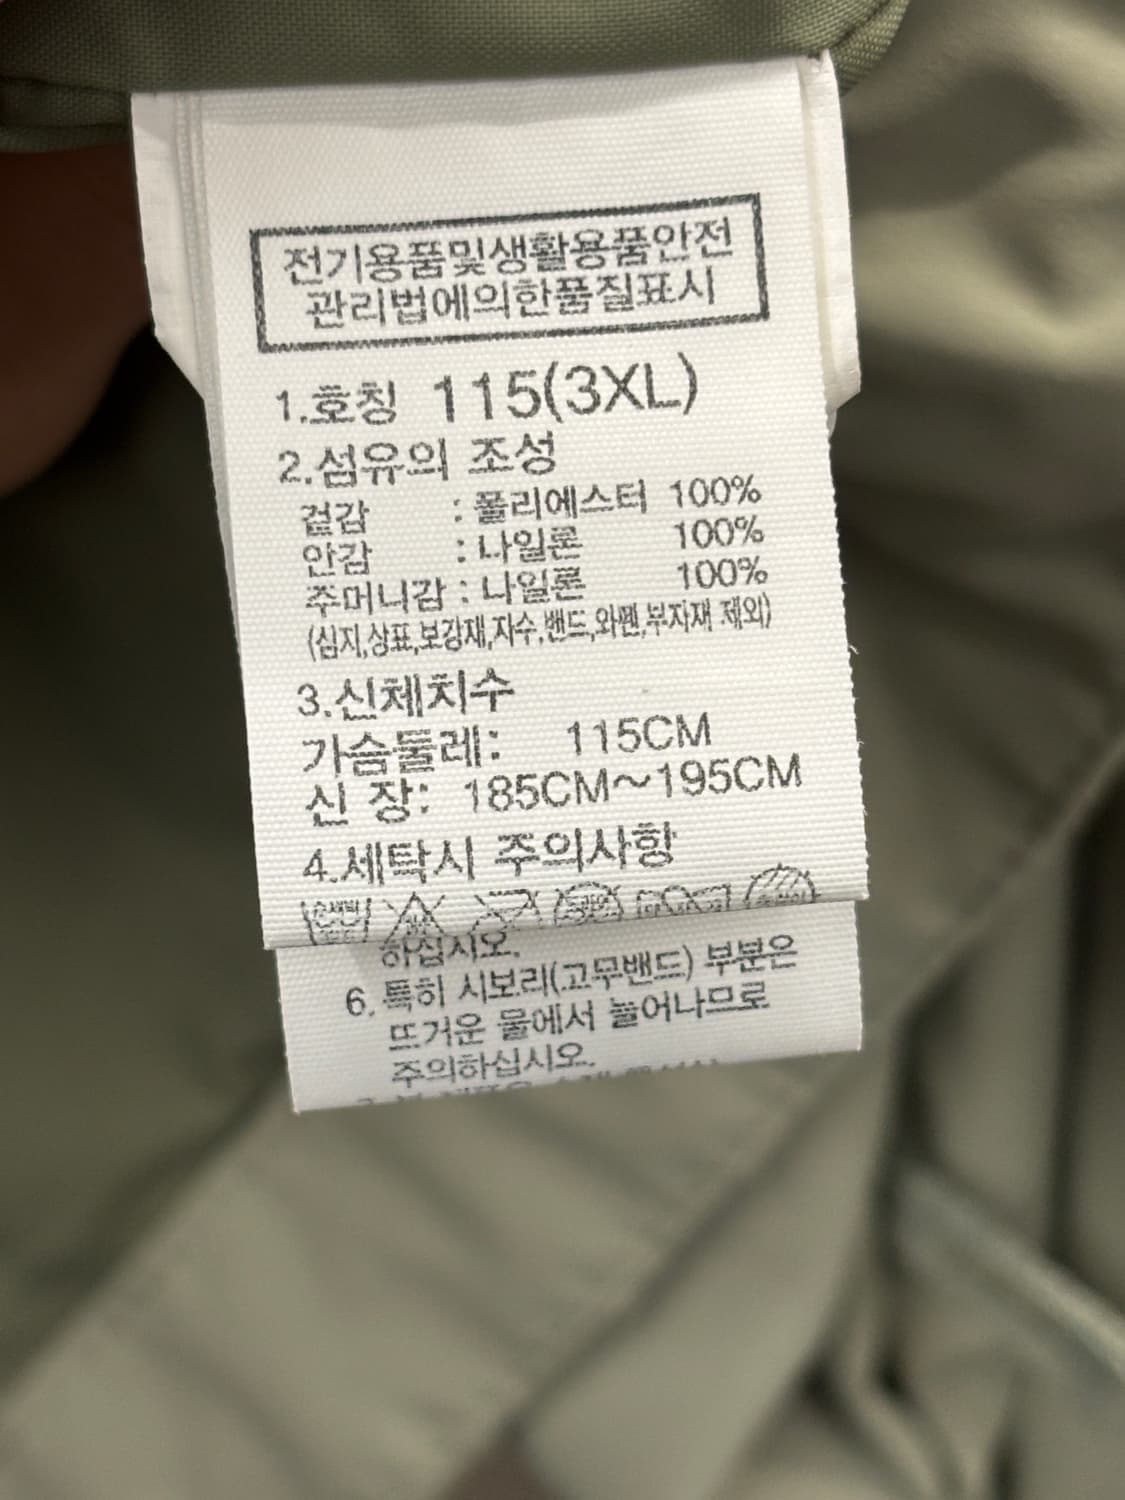 전기용품및생활용품안전
관리법에의한품질표시
1.호칭 115(3XL)
2.섬유의 조성
겉감 : 폴리에스터 100%
안감 : 나일론 100%
주머니감 : 나일론 100%
(심지,상표,보강재,자수,밴드,와펜,부자재 제외)
3.신체치수
가슴둘레: 115CM
신 장: 185CM~195CM
4.세탁시 주의사항
하십시오.
6. 특히 시보리(고무밴드) 부분은
뜨거운 물에서 늘어나므로
주의하십시오.